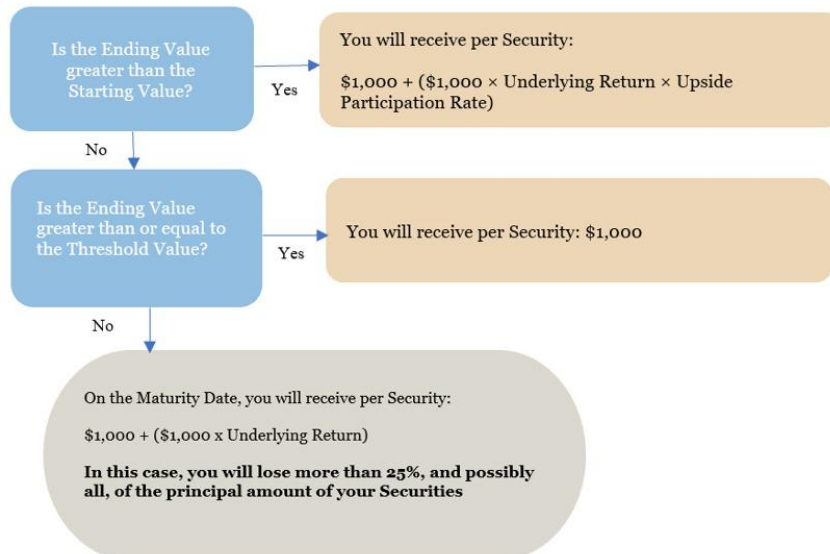 Is the Ending Value
greater than the
Starting Value?
Yes
You will receive per Security:
$1,000 + ($1,000 × Underlying Return × Upside
Participation Rate)
No
Is the Ending Value
greater than or equal to
the Threshold Value?
Yes
You will receive per Security: $1,000
No
On the Maturity Date, you will receive per Security:
$1,000 + ($1,000 x Underlying Return)
In this case, you will lose more than 25%, and possibly
all, of the principal amount of your Securities